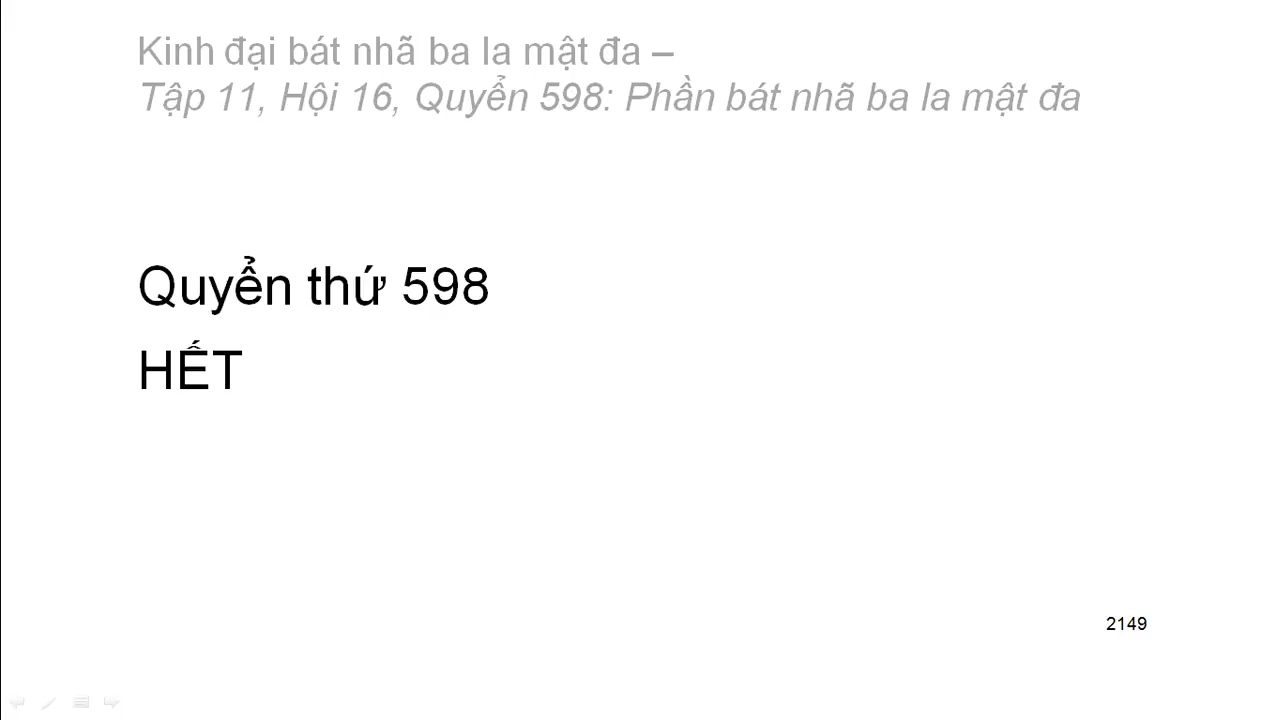 Kinh đại bát nhã ba la mật đa –
Tập 11, Hội 16, Quyển 598: Phần bát nhã ba la mật đa
Quyển thứ 598
HẾT
2149